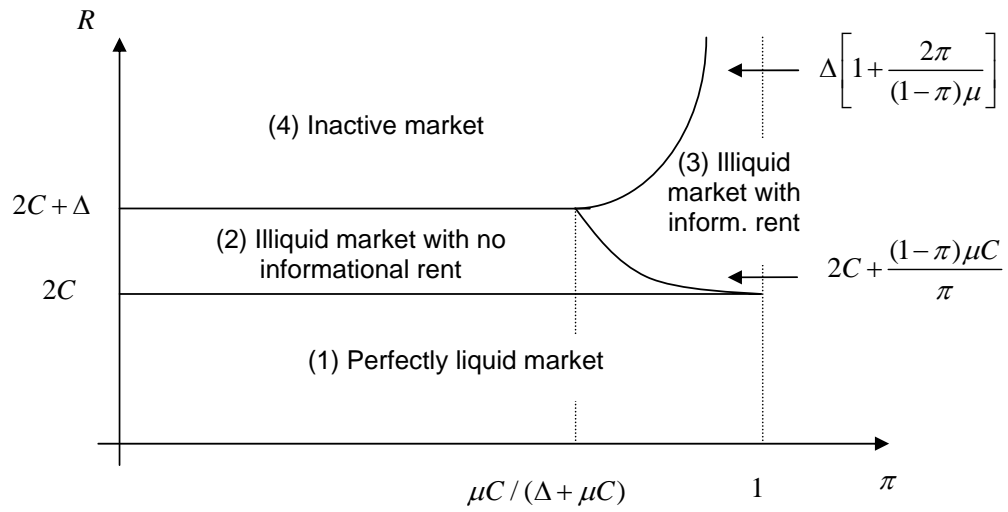 R
Δ[1 + 2π/((1−π)μ)]
(4) Inactive market
(3) Illiquid
market with
inform. rent
2C + Δ
(2) Illiquid market with no
informational rent
2C + (1−π)μC/π
2C
(1) Perfectly liquid market
μC / (Δ + μC)
1
π